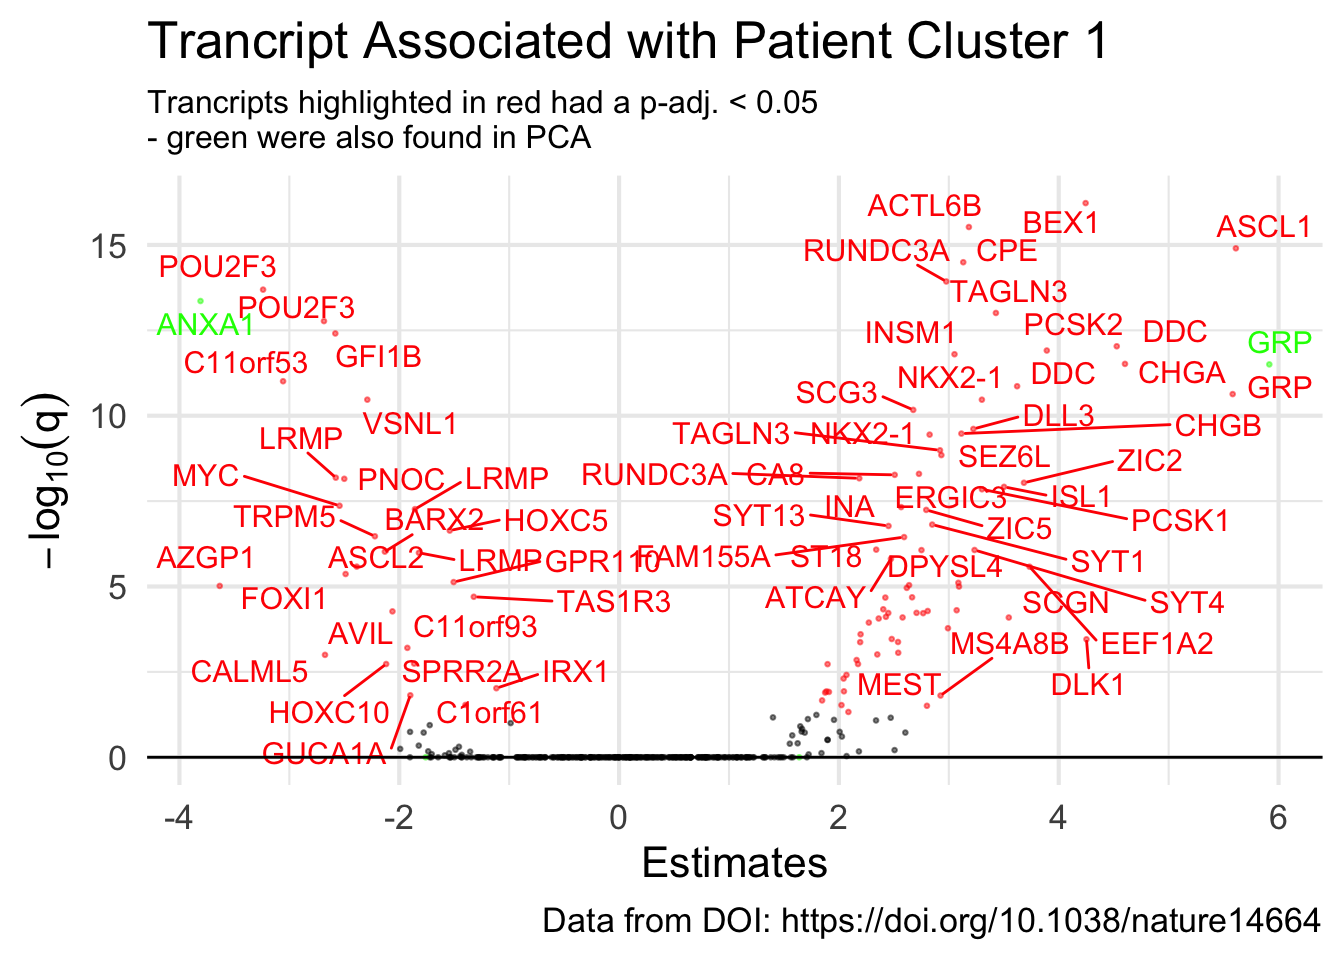 Trancript Associated with Patient Cluster 1
Trancripts highlighted in red had a p-adj. < 0.05
- green were also found in PCA
−log₁₀(q)
15
10
5
0
ACTL6B
BEX1
ASCL1
RUNDC3A
CPE
POU2F3
TAGLN3
POU2F3
ANXA1
PCSK2
DDC
INSM1
GRP
GFI1B
C11orf53
NKX2-1
DDC
CHGA
GRP
SCG3
VSNL1
DLL3
CHGB
LRMP
TAGLN3
NKX2-1
SEZ6L
ZIC2
MYC
PNOC
LRMP
RUNDC3A
CA8
ERGIC3
ISL1
TRPM5
BARX2
HOXC5
SYT13
INA
ZIC5
PCSK1
AZGP1
ASCL2
LRMP
GPR110
FAM155A
ST18
DPYSL4
SYT1
FOXI1
TAS1R3
ATCAY
SCGN
SYT4
AVIL
C11orf93
MS4A8B
EEF1A2
CALML5
SPRR2A
IRX1
MEST
DLK1
HOXC10
C1orf61
GUCA1A
-4
-2
0
2
4
6
Estimates
Data from DOI: https://doi.org/10.1038/nature14664